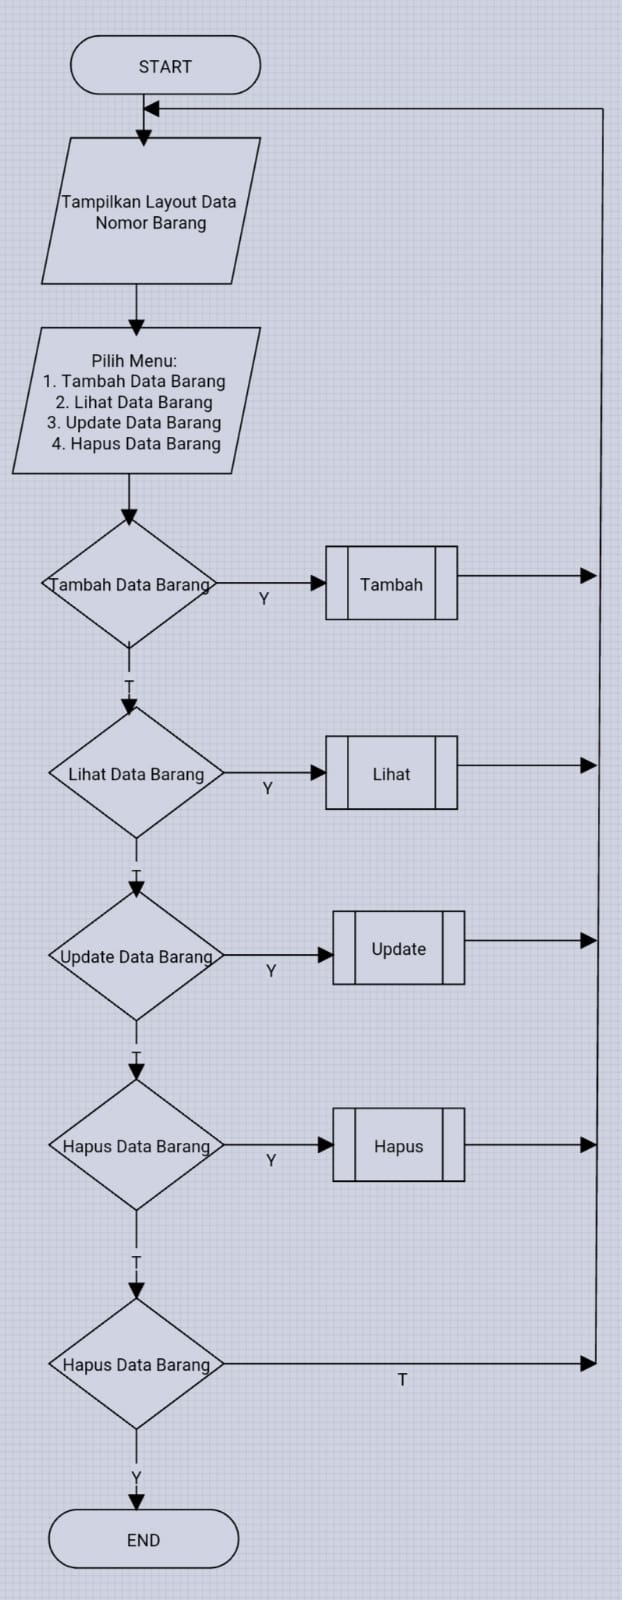 START
Tampilkan Layout Data
Nomor Barang
Pilih Menu:
1. Tambah Data Barang
2. Lihat Data Barang
3. Update Data Barang
4. Hapus Data Barang
Tambah Data Barang
Y
Tambah
T
Lihat Data Barang
Y
Lihat
T
Update Data Barang
Y
Update
T
Hapus Data Barang
Y
Hapus
T
Hapus Data Barang
T
Y
END